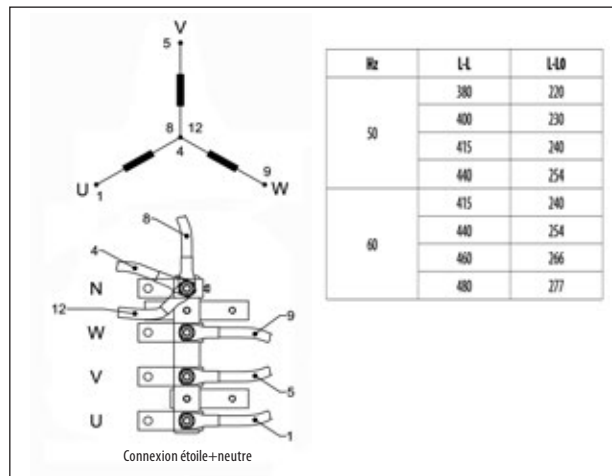 V
5
8 12
4
U 1
9
W
8
4
N
12
W
9
V
5
U
1
Connexion étoile+neutre
Hz L-L L-L0
50 380 220
400 230
415 240
440 254
60 415 240
440 254
460 266
480 277